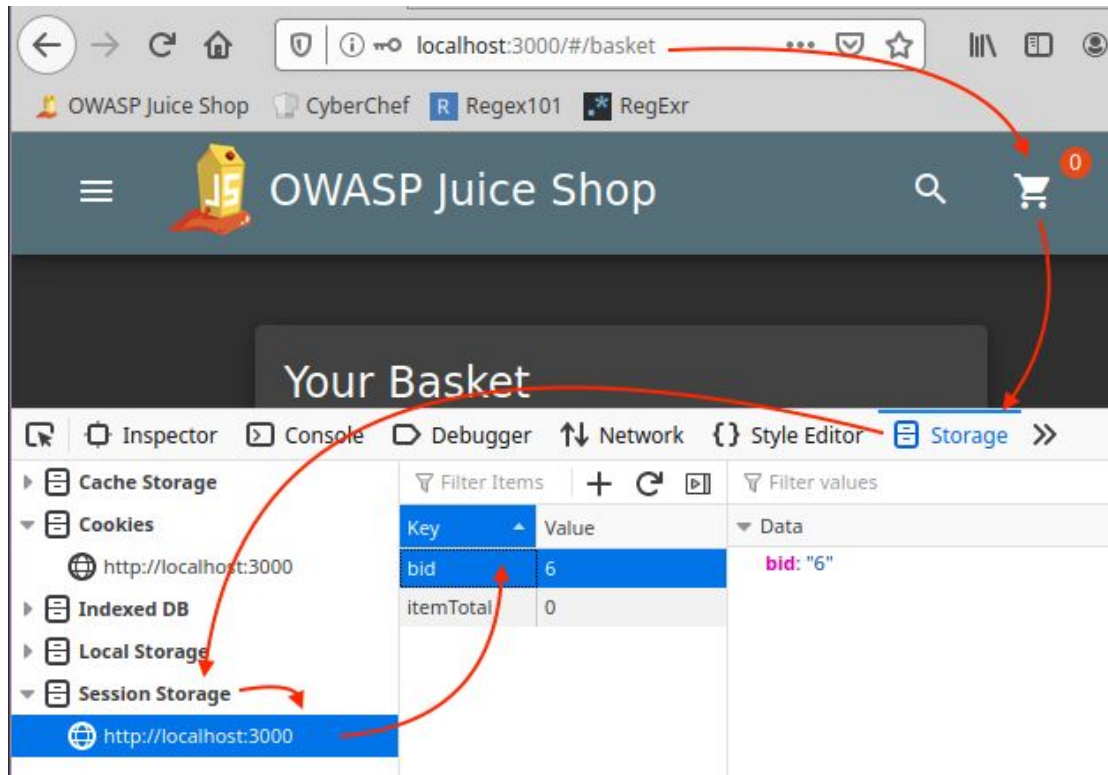 localhost:3000/#/basket
OWASP Juice Shop CyberChef R Regex101 .* RegExr
JS OWASP Juice Shop 0
Your Basket
Inspector Console Debugger Network {} Style Editor Storage
Cache Storage
Cookies
http://localhost:3000
Indexed DB
Local Storage
Session Storage
http://localhost:3000
Filter Items
Key Value
bid 6
itemTotal 0
Filter values
Data
bid: "6"